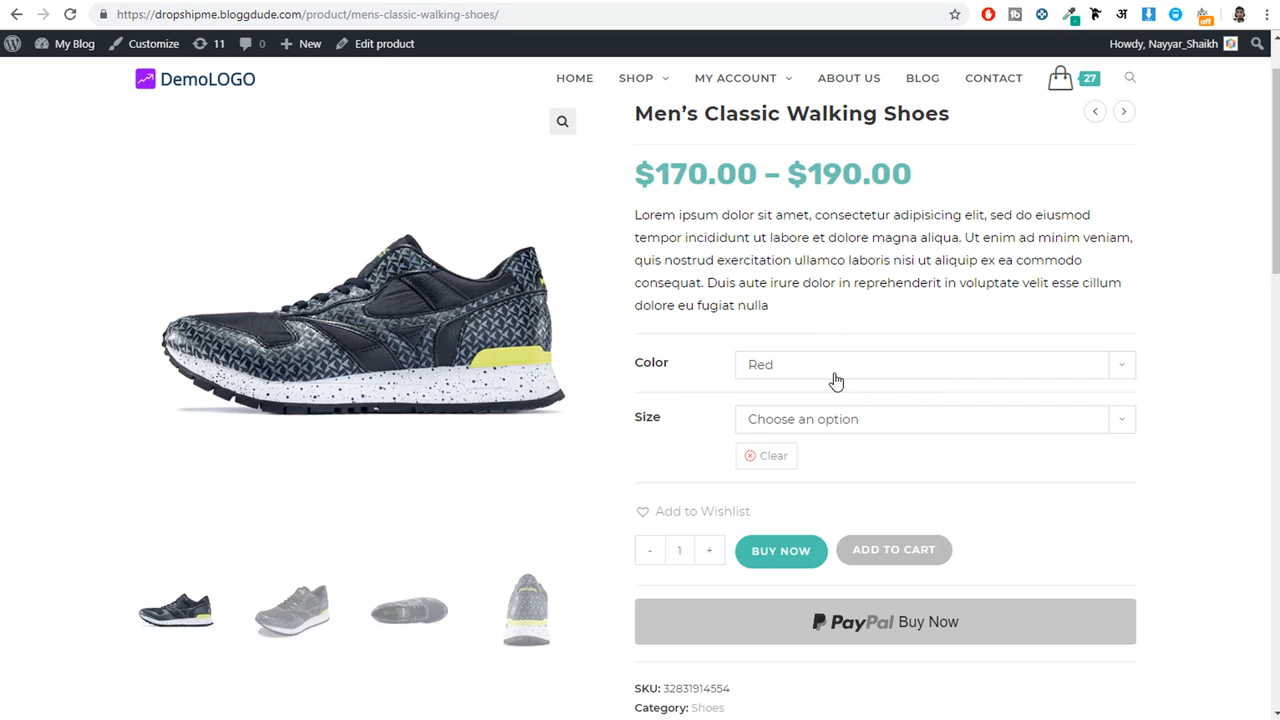 https://dropshipme.bloggdude.com/product/mens-classic-walking-shoes/
My Blog Customize 11 0 New Edit product Howdy, Nayyar_Shaikh
DemoLOGO HOME SHOP MY ACCOUNT ABOUT US BLOG CONTACT 27
Men’s Classic Walking Shoes
$170.00 – $190.00
Lorem ipsum dolor sit amet, consectetur adipisicing elit, sed do eiusmod
tempor incididunt ut labore et dolore magna aliqua. Ut enim ad minim veniam,
quis nostrud exercitation ullamco laboris nisi ut aliquip ex ea commodo
consequat. Duis aute irure dolor in reprehenderit in voluptate velit esse cillum
dolore eu fugiat nulla
Color Red
Size Choose an option
Clear
Add to Wishlist
- 1 + BUY NOW ADD TO CART
PayPal Buy Now
SKU: 32831914554
Category: Shoes